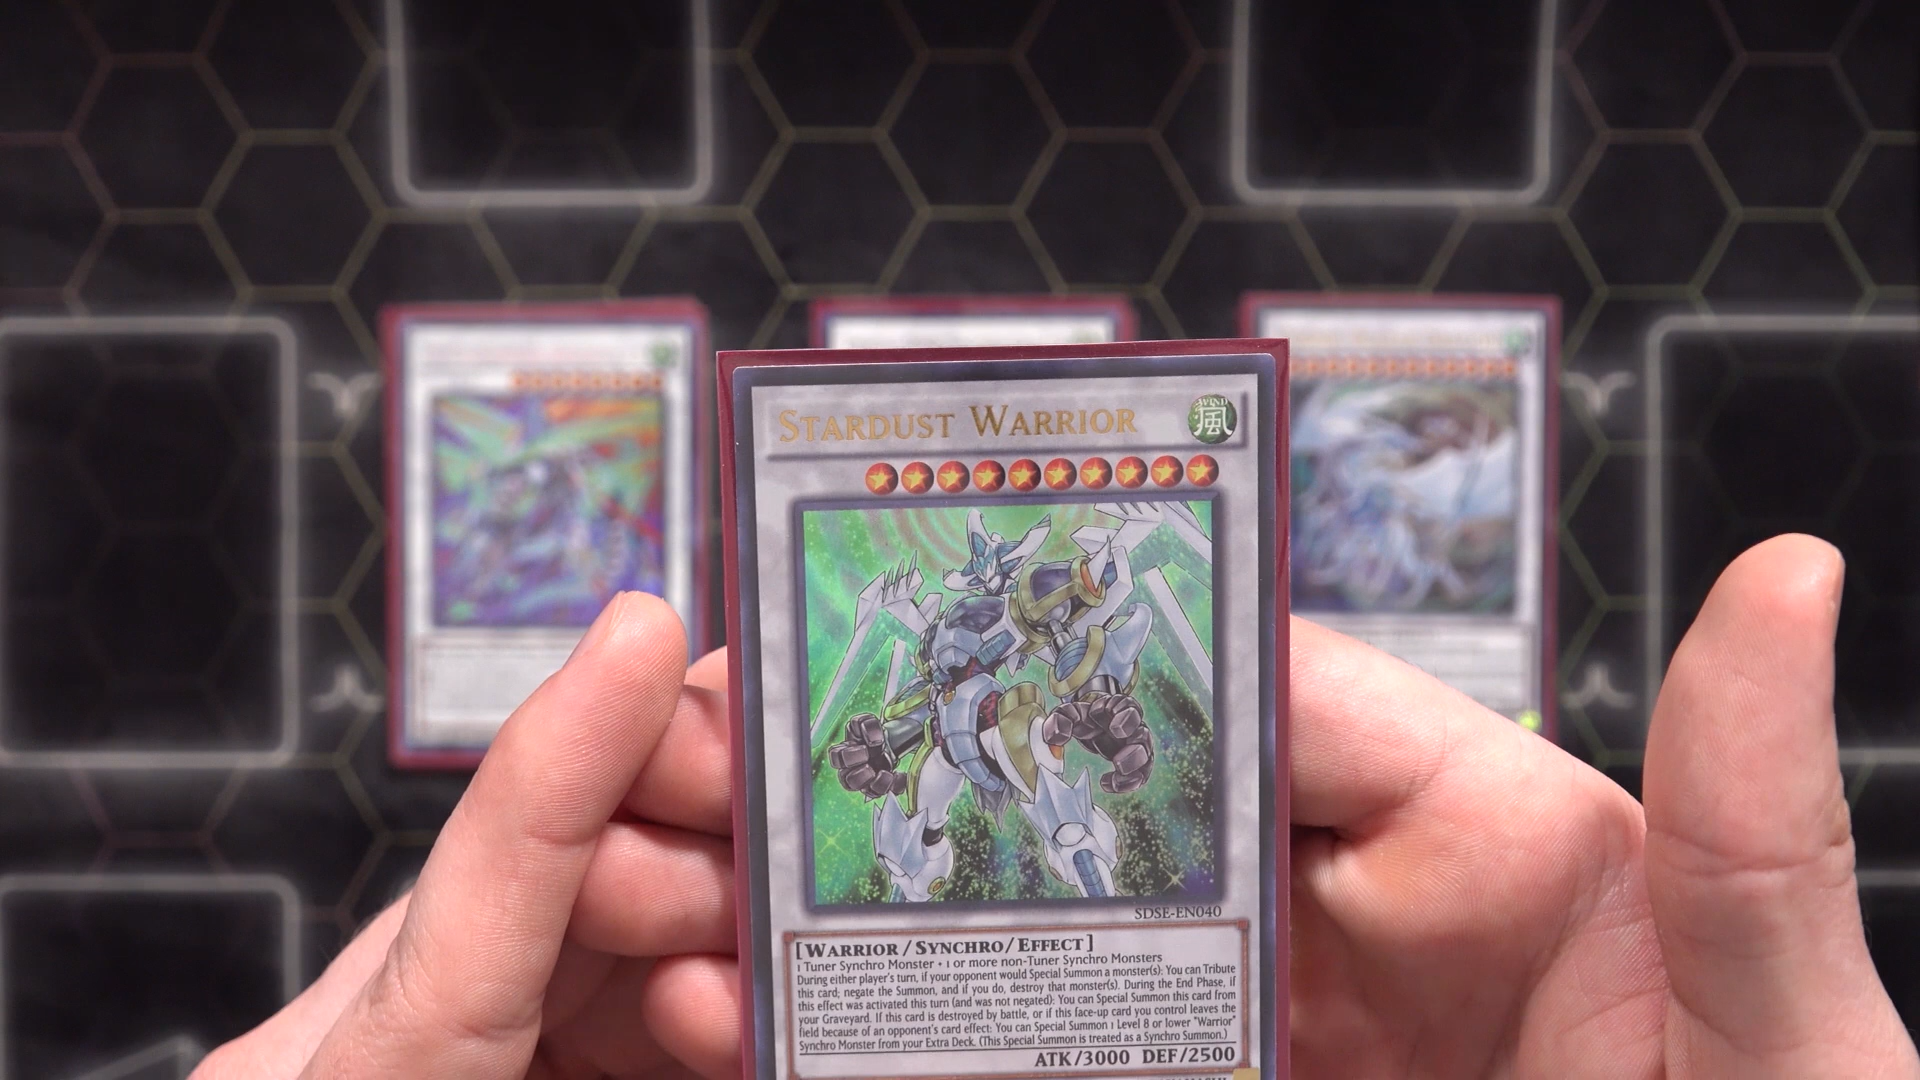 STARDUST WARRIOR
WIND
風
SDSE-EN040
[WARRIOR/SYNCHRO/EFFECT]
1 Tuner Synchro Monster + 1 or more non-Tuner Synchro Monsters
During either player's turn, if your opponent would Special Summon a monster(s): You can Tribute
this card; negate the Summon, and if you do, destroy that monster(s). During the End Phase, if
this effect was activated this turn (and was not negated): You can Special Summon this card from
your Graveyard. If this card is destroyed by battle, or if this face-up card you control leaves the
field because of an opponent's card effect: You can Special Summon 1 Level 8 or lower "Warrior"
Synchro Monster from your Extra Deck. (This Special Summon is treated as a Synchro Summon.)
ATK/3000 DEF/2500